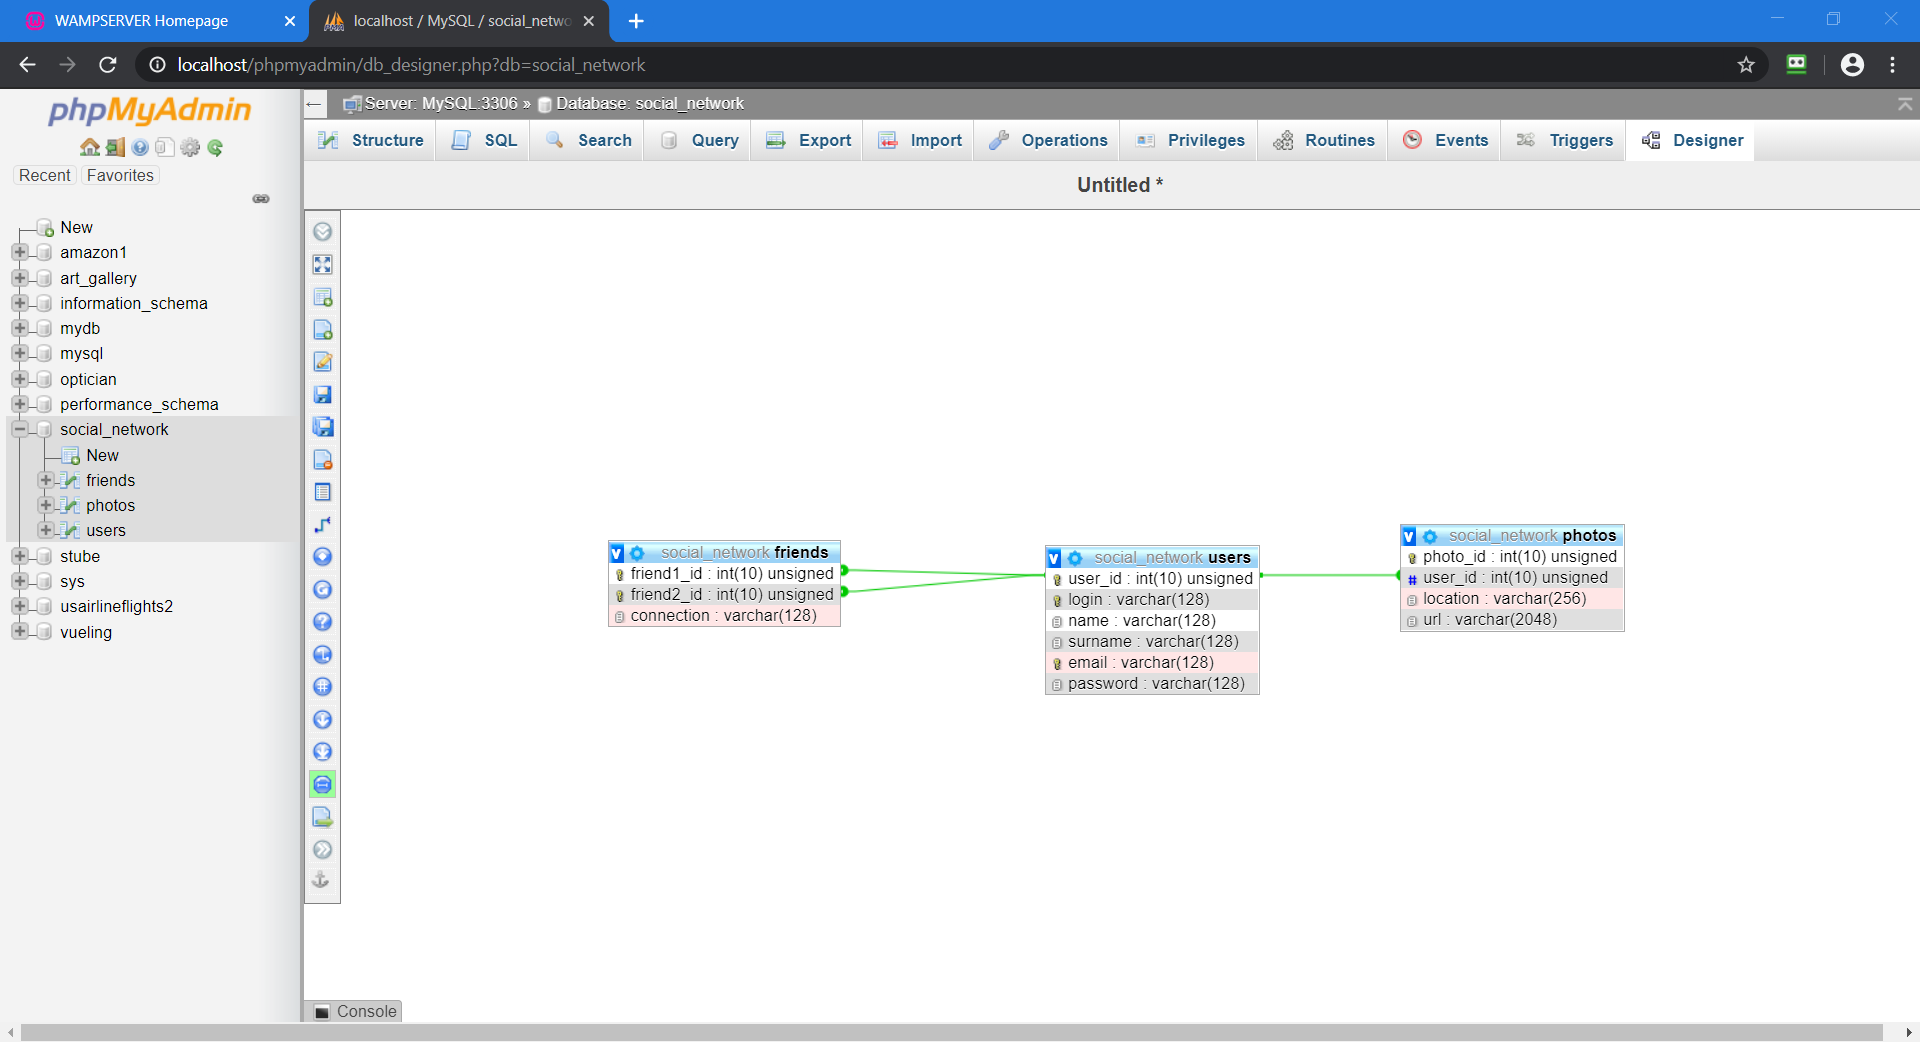 WAMPSERVER Homepage
localhost / MySQL / social_netwo
localhost/phpmyadmin/db_designer.php?db=social_network
phpMyAdmin
Recent
Favorites
New
amazon1
art_gallery
information_schema
mydb
mysql
optician
performance_schema
social_network
New
friends
photos
users
stube
sys
usairlineflights2
vueling
Server: MySQL:3306 » Database: social_network
Structure
SQL
Search
Query
Export
Import
Operations
Privileges
Routines
Events
Triggers
Designer
Untitled *
v social_network friends
friend1_id : int(10) unsigned
friend2_id : int(10) unsigned
connection : varchar(128)
v social_network users
user_id : int(10) unsigned
login : varchar(128)
name : varchar(128)
surname : varchar(128)
email : varchar(128)
password : varchar(128)
v social_network photos
photo_id : int(10) unsigned
# user_id : int(10) unsigned
location : varchar(256)
url : varchar(2048)
Console